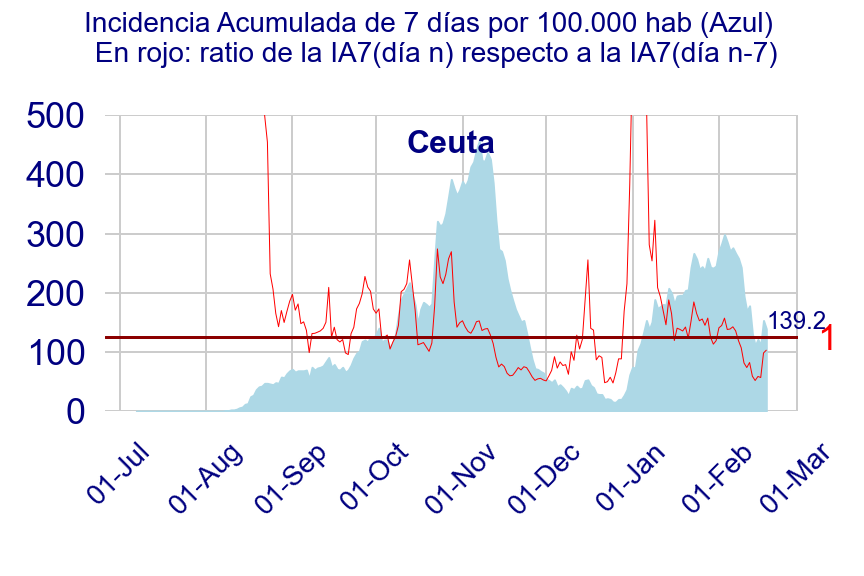 Incidencia Acumulada de 7 días por 100.000 hab (Azul)
En rojo: ratio de la IA7(día n) respecto a la IA7(día n-7)
500
Ceuta
400
300
200
139.2
1
100
0
01-Jul
01-Aug
01-Sep
01-Oct
01-Nov
01-Dec
01-Jan
01-Feb
01-Mar